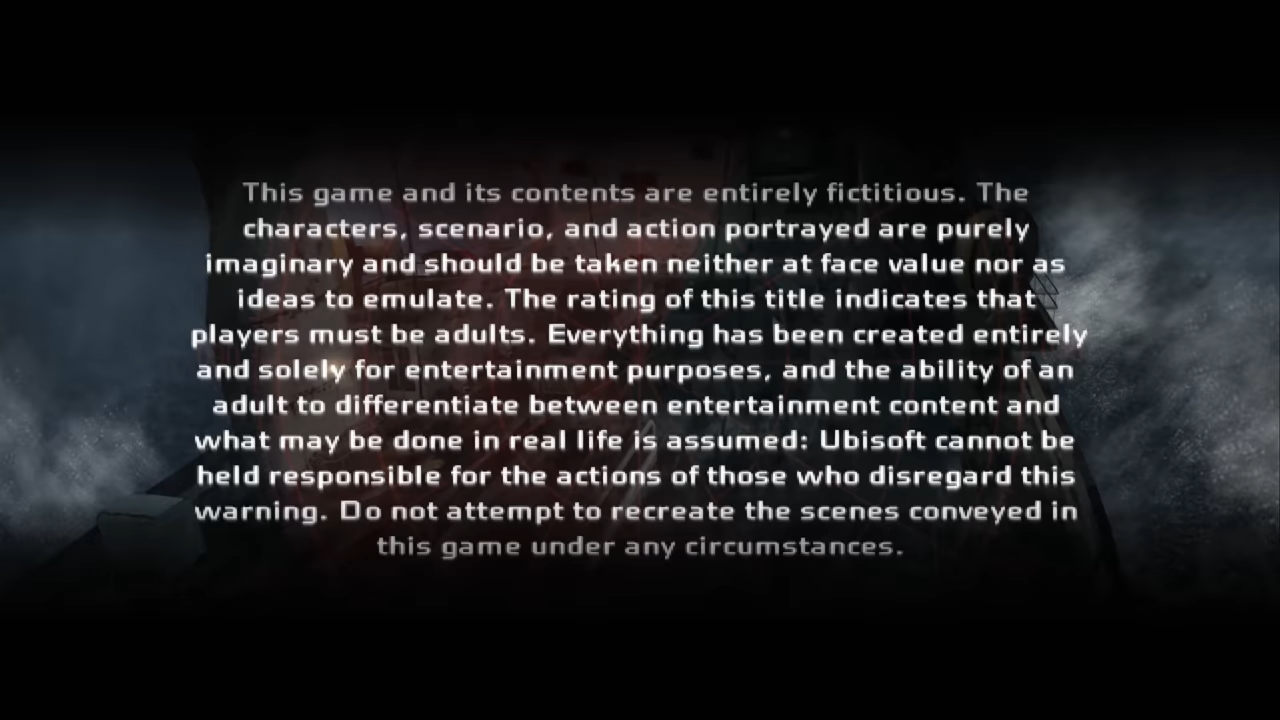 This game and its contents are entirely fictitious. The
characters, scenario, and action portrayed are purely
imaginary and should be taken neither at face value nor as
ideas to emulate. The rating of this title indicates that
players must be adults. Everything has been created entirely
and solely for entertainment purposes, and the ability of an
adult to differentiate between entertainment content and
what may be done in real life is assumed: Ubisoft cannot be
held responsible for the actions of those who disregard this
warning. Do not attempt to recreate the scenes conveyed in
this game under any circumstances.